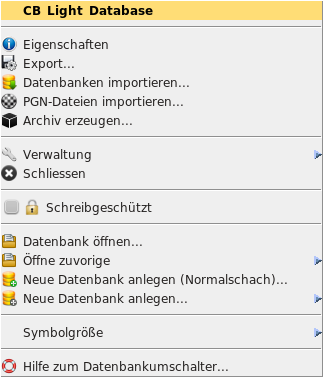 CB Light Database
Eigenschaften
Export...
Datenbanken importieren...
PGN-Dateien importieren...
Archiv erzeugen...
Verwaltung
Schliessen
Schreibgeschützt
Datenbank öffnen...
Öffne zuvorige
Neue Datenbank anlegen (Normalschach)...
Neue Datenbank anlegen...
Symbolgröße
Hilfe zum Datenbankumschalter...